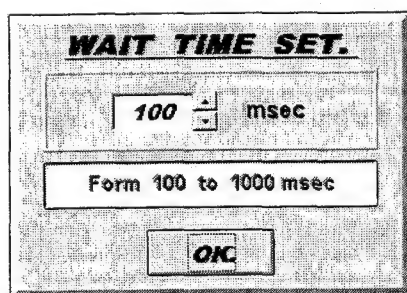 WAIT TIME SET.
100 msec
Form 100 to 1000 msec
OK.